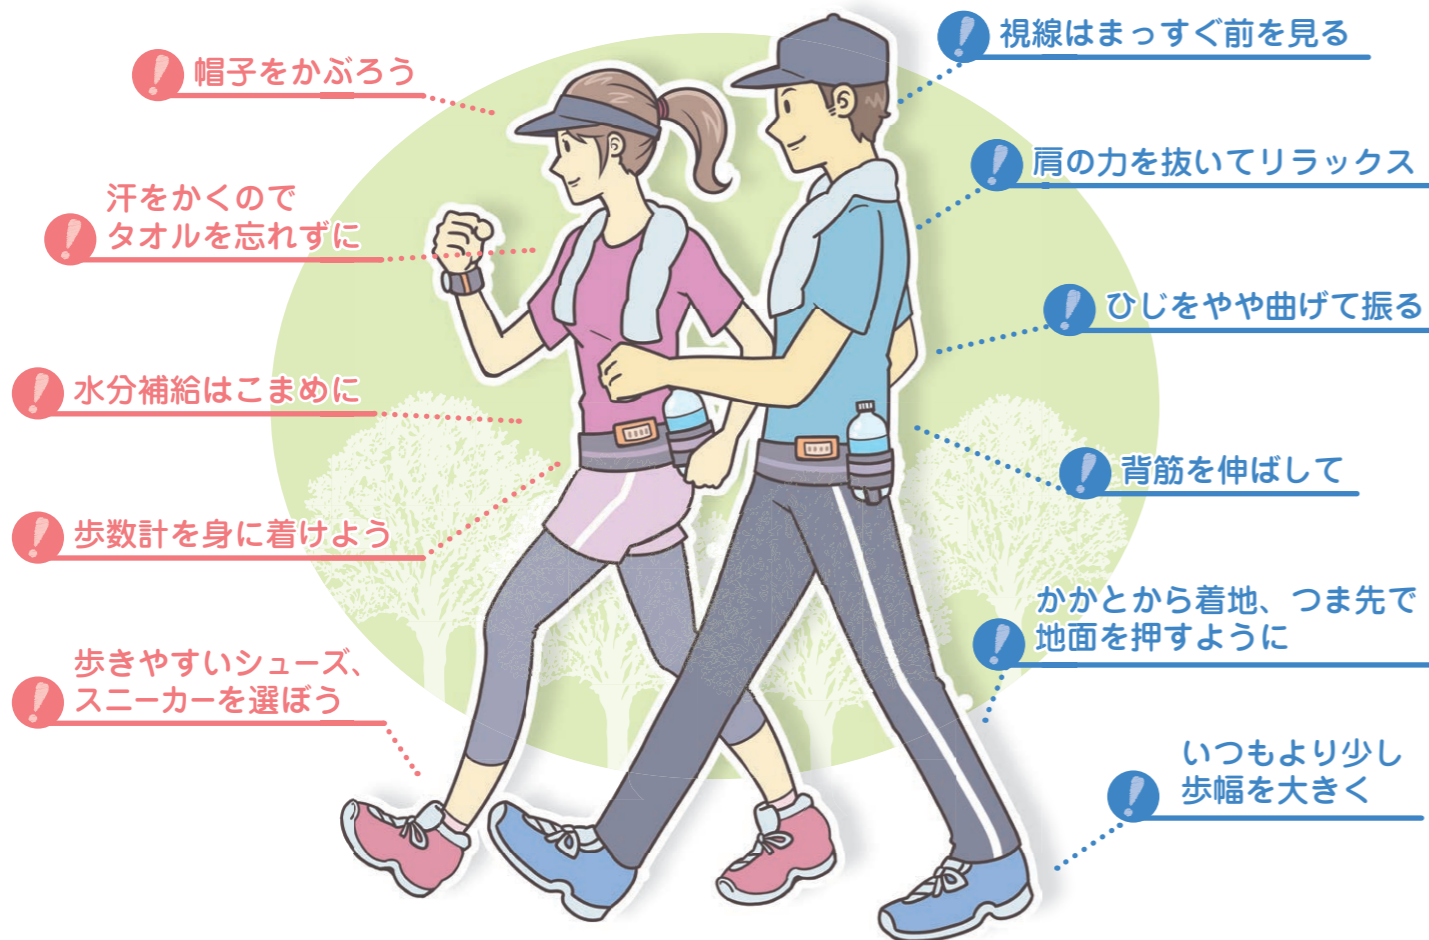 帽子をかぶろう
汗をかくので
タオルを忘れずに
水分補給はこまめに
歩数計を身に着けよう
歩きやすいシューズ、
スニーカーを選ぼう
視線はまっすぐ前を見る
肩の力を抜いてリラックス
ひじをやや曲げて振る
背筋を伸ばして
かかとから着地、つま先で
地面を押すように
いつもより少し
歩幅を大きく